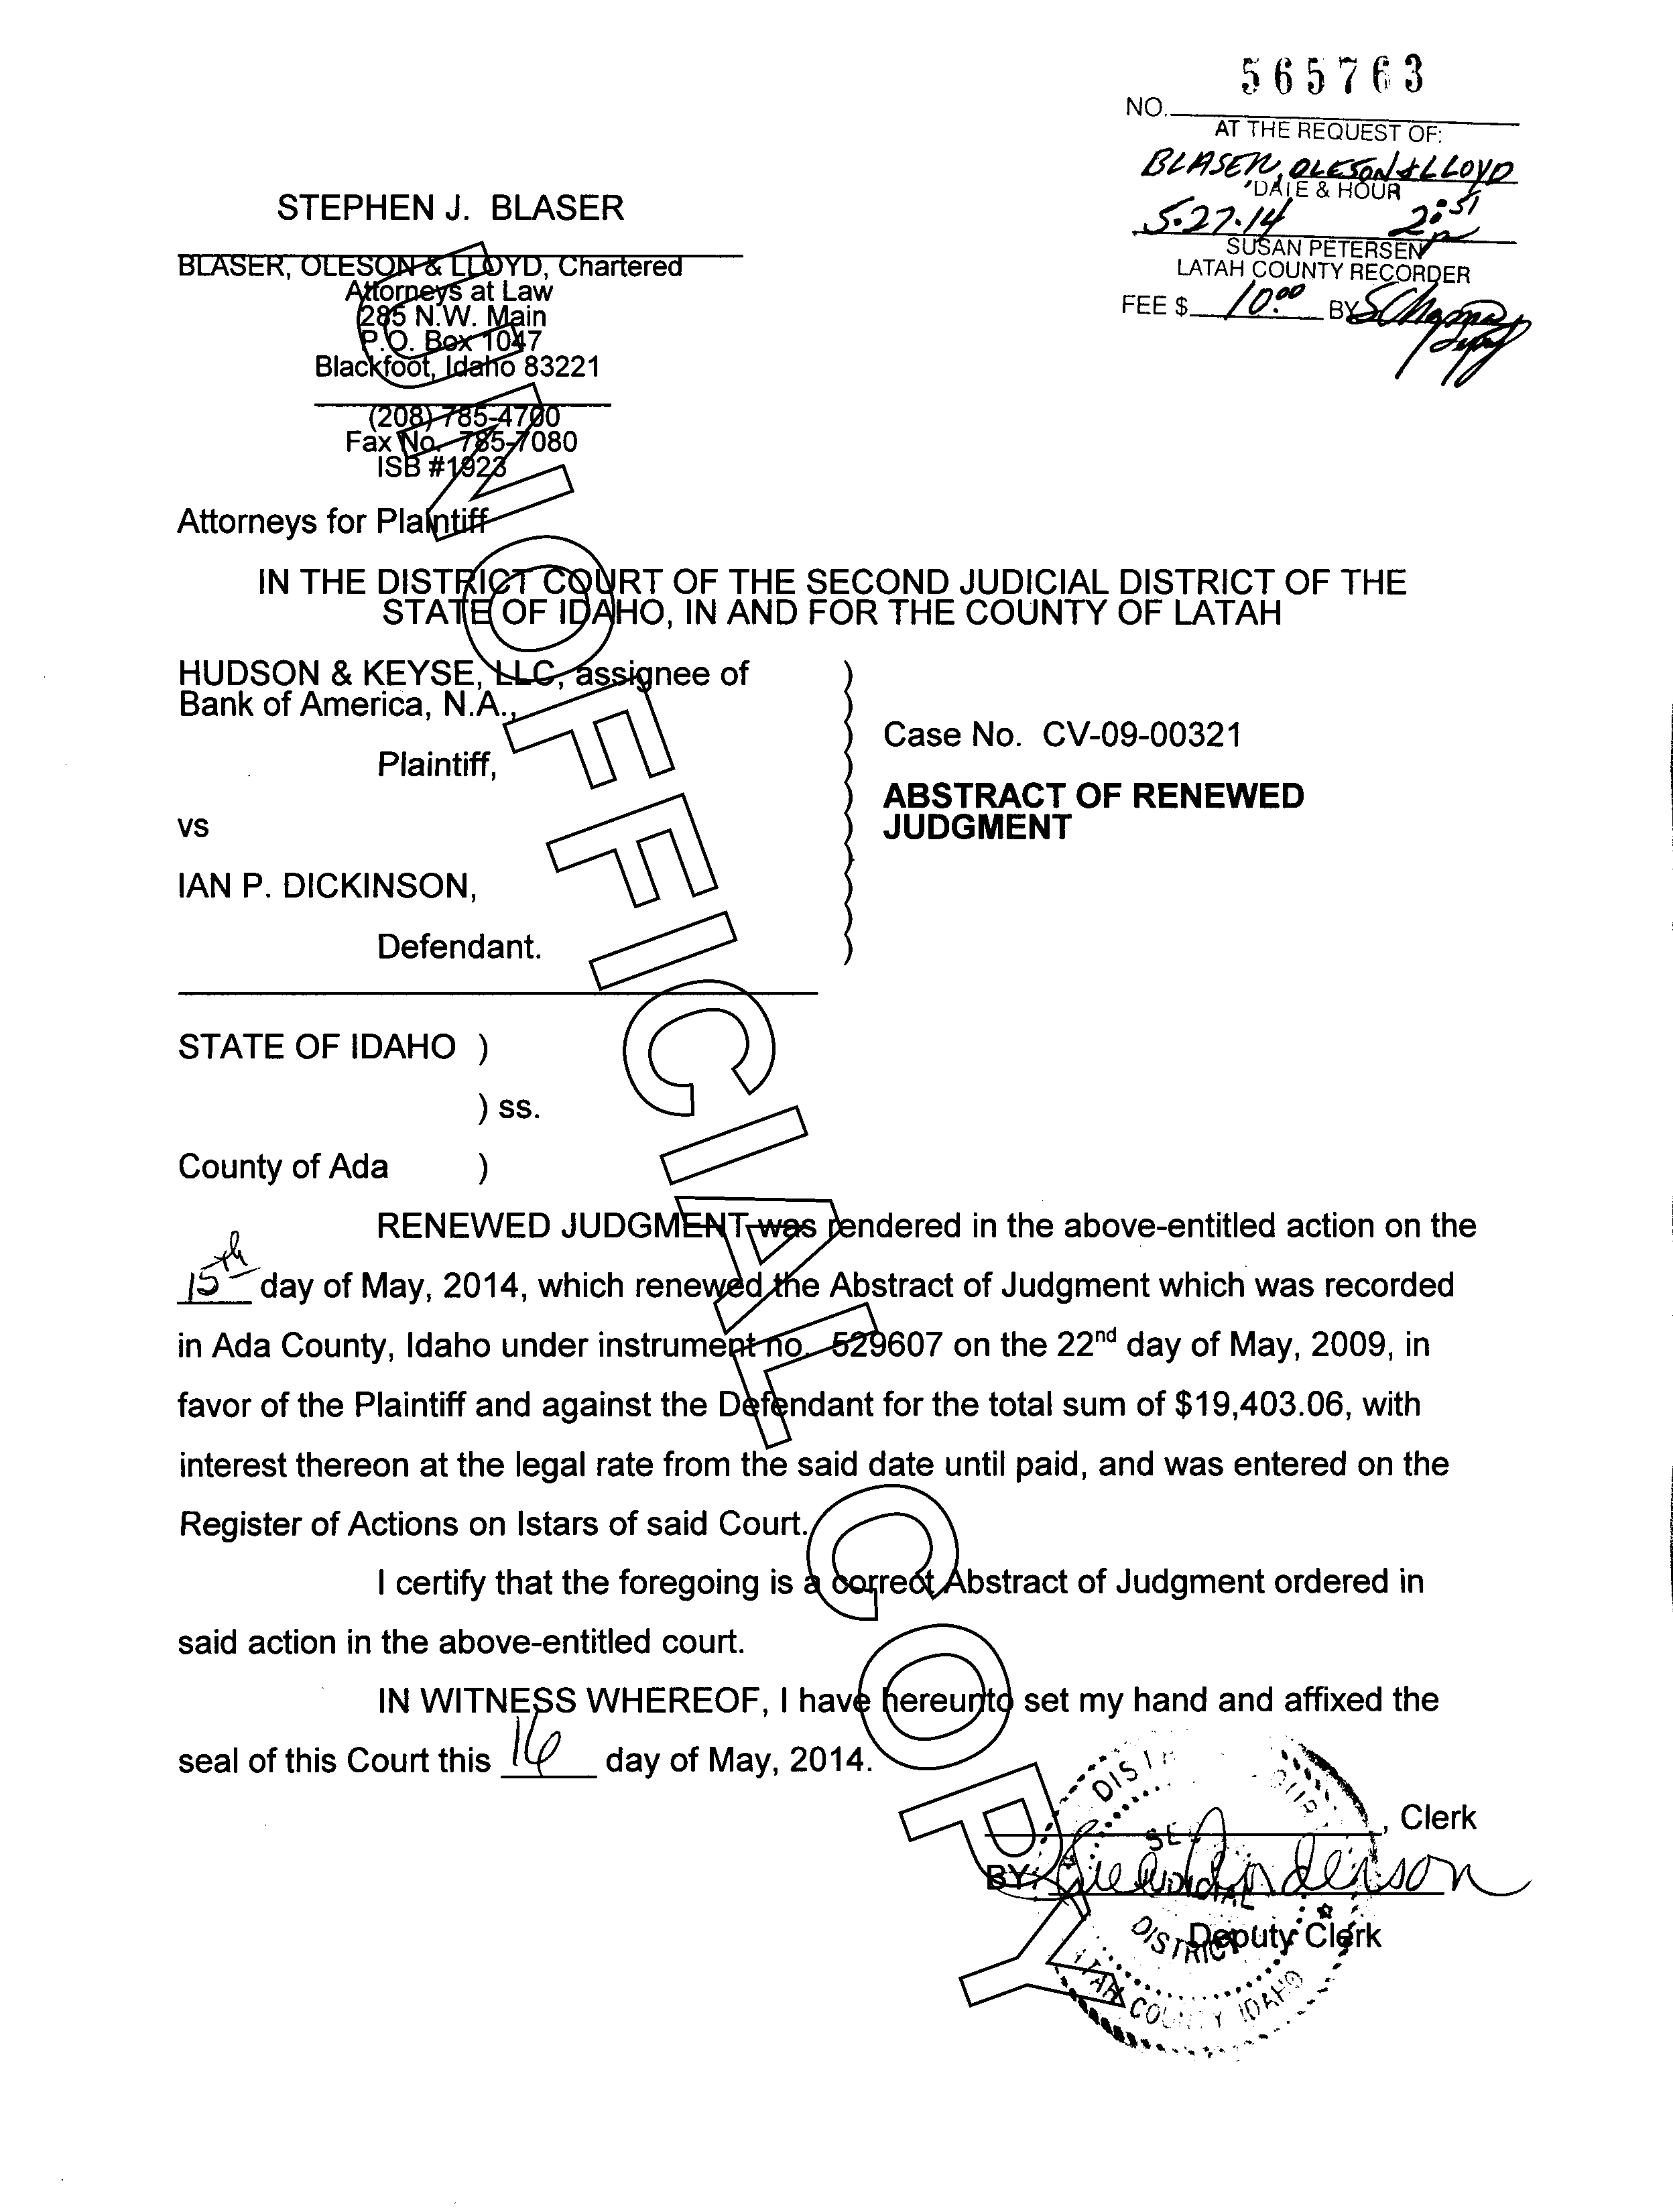 565763
NO.
AT THE REQUEST OF:
BLASER, OLESON & LLOYD
DATE & HOUR
5.27.14 2:51 p
SUSAN PETERSEN
LATAH COUNTY RECORDER
FEE $ 10.00 BY SChapman
Deputy
STEPHEN J. BLASER
BLASER, OLESON & LLOYD, Chartered
Attorneys at Law
285 N.W. Main
P.O. Box 1047
Blackfoot, Idaho 83221
(208) 785-4700
Fax No. 785-7080
ISB #1923
Attorneys for Plaintiff
IN THE DISTRICT COURT OF THE SECOND JUDICIAL DISTRICT OF THE
STATE OF IDAHO, IN AND FOR THE COUNTY OF LATAH
HUDSON & KEYSE, LLC, assignee of
Bank of America, N.A.,
Plaintiff,
vs
IAN P. DICKINSON,
Defendant.
)
)
)
)
)
)
)
)
)
)
Case No. CV-09-00321
ABSTRACT OF RENEWED
JUDGMENT
STATE OF IDAHO )
) ss.
County of Ada )
RENEWED JUDGMENT was rendered in the above-entitled action on the
15th day of May, 2014, which renewed the Abstract of Judgment which was recorded
in Ada County, Idaho under instrument no. 529607 on the 22nd day of May, 2009, in
favor of the Plaintiff and against the Defendant for the total sum of $19,403.06, with
interest thereon at the legal rate from the said date until paid, and was entered on the
Register of Actions on Istars of said Court.
I certify that the foregoing is a correct Abstract of Judgment ordered in
said action in the above-entitled court.
IN WITNESS WHEREOF, I have hereunto set my hand and affixed the
seal of this Court this 16 day of May, 2014.
, Clerk
BY: Anderson
Deputy Clerk
JUDICIAL
DISTRICT
COUNTY IDAHO
UNOFFICIAL COPY